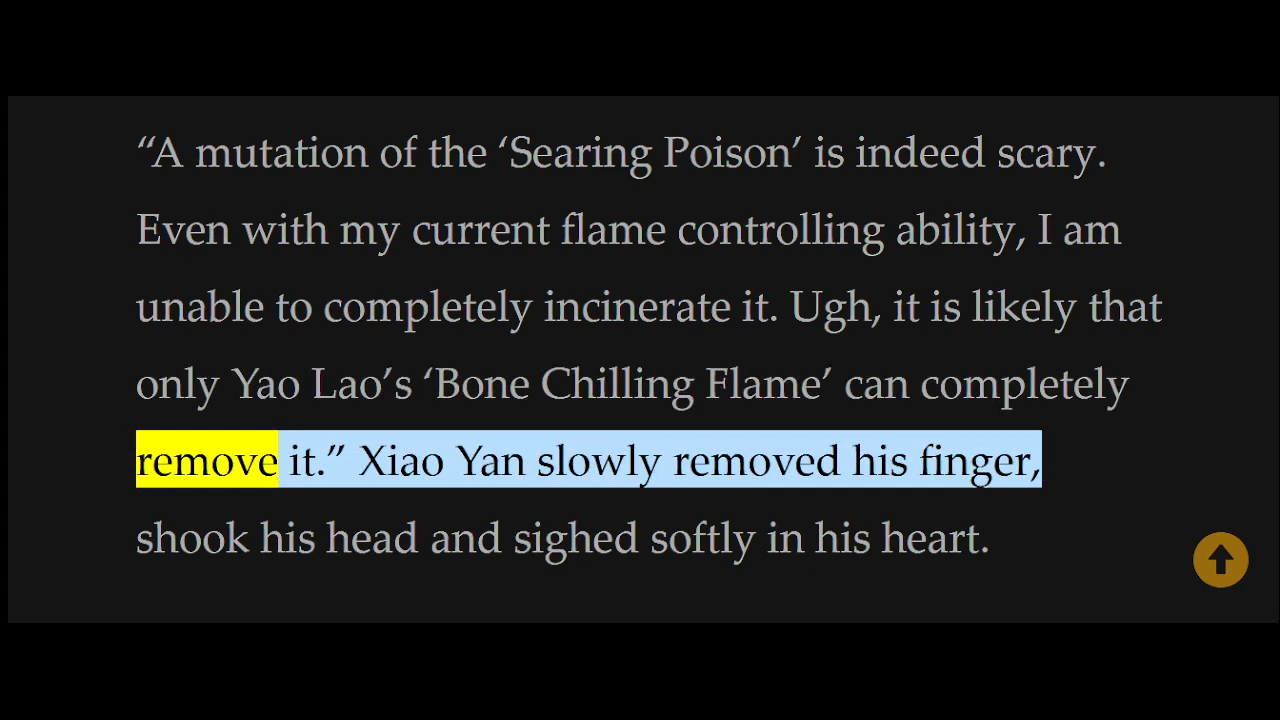 “A mutation of the ‘Searing Poison’ is indeed scary.
Even with my current flame controlling ability, I am
unable to completely incinerate it. Ugh, it is likely that
only Yao Lao’s ‘Bone Chilling Flame’ can completely
remove it.” Xiao Yan slowly removed his finger,
shook his head and sighed softly in his heart.